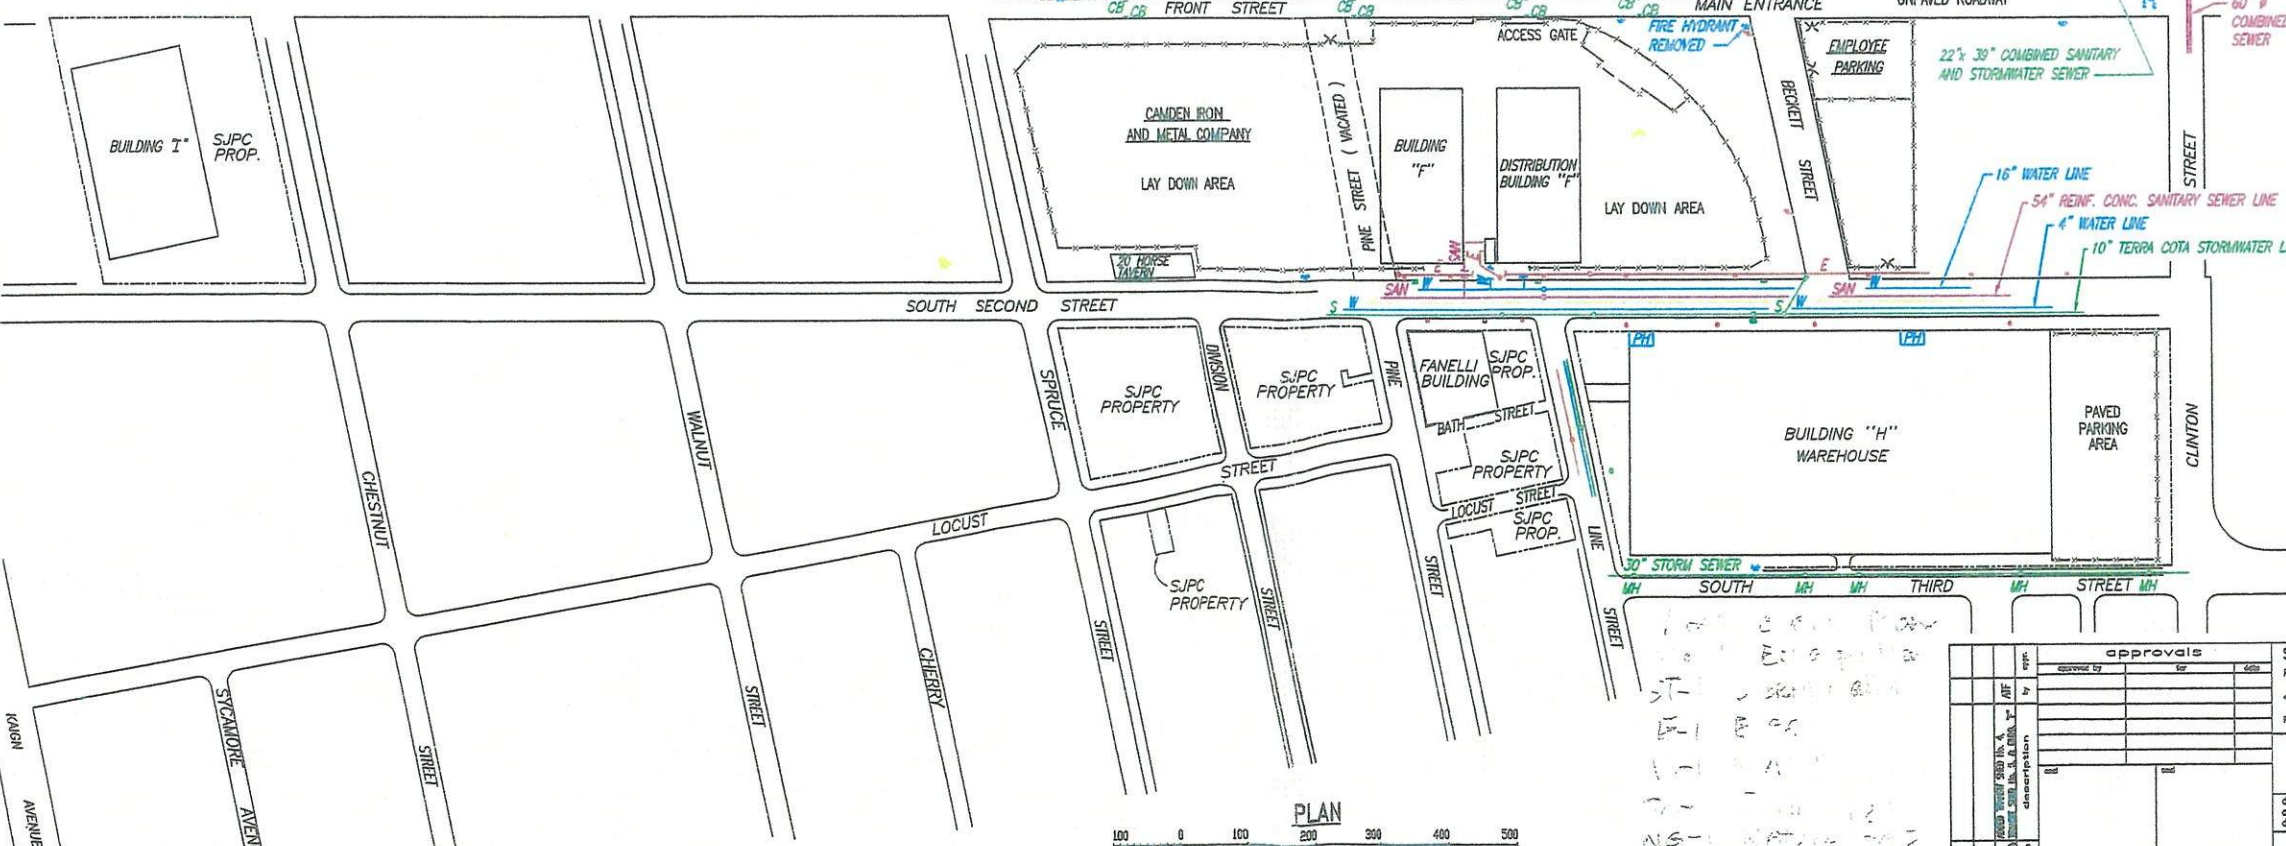 CB CB FRONT STREET CB CB CB CB CB CB MAIN ENTRANCE
60" COMBINED
SEWER
ACCESS GATE
FIRE HYDRANT
REMOVED
EMPLOYEE
PARKING
22"x 39" COMBINED SANITARY
AND STORMWATER SEWER
BUILDING "I"
SJPC
PROP.
CAMDEN IRON
AND METAL COMPANY
LAY DOWN AREA
PINE STREET ( VACATED )
BUILDING
"F"
DISTRIBUTION
BUILDING "F"
LAY DOWN AREA
BECKETT STREET
STREET
16" WATER LINE
54" REINF. CONC. SANITARY SEWER LINE
4" WATER LINE
10" TERRA COTA STORMWATER L
20 HORSE
TAVERN
SAN
E
E
SAN
W
SAN
W
S
W
S
W
SOUTH SECOND STREET
PH
PH
CHESTNUT
WALNUT
SPRUCE
SJPC
PROPERTY
DIVISION
SJPC
PROPERTY
PINE
FANELLI
BUILDING
SJPC
PROP.
BATH STREET
SJPC
PROPERTY
LOCUST STREET
SJPC
PROP.
LINE
BUILDING "H"
WAREHOUSE
PAVED
PARKING
AREA
CLINTON
STREET
LOCUST
SJPC
PROPERTY
30" STORM SEWER
MH SOUTH MH MH THIRD MH STREET MH
STREET
STREET
STREET
STREET
CHERRY
STREET
STREET
SYCAMORE
AVEN
KAIGN
AVENUE
PLAN
100 0 100 200 300 400 500
approvals
approved by for date
appr.
by
ATF
description